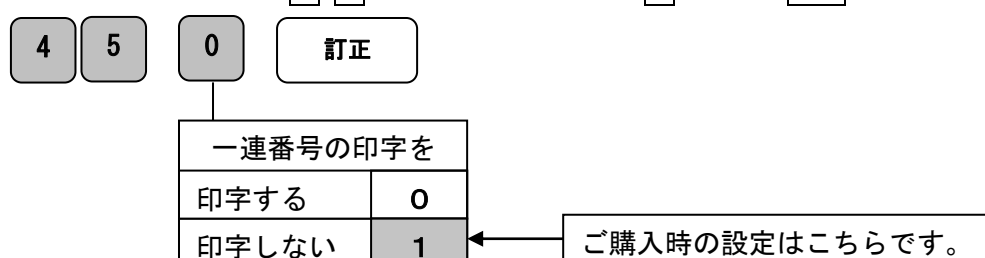 4 5 0 訂正
一連番号の印字を
印字する 0
印字しない 1
ご購入時の設定はこちらです。